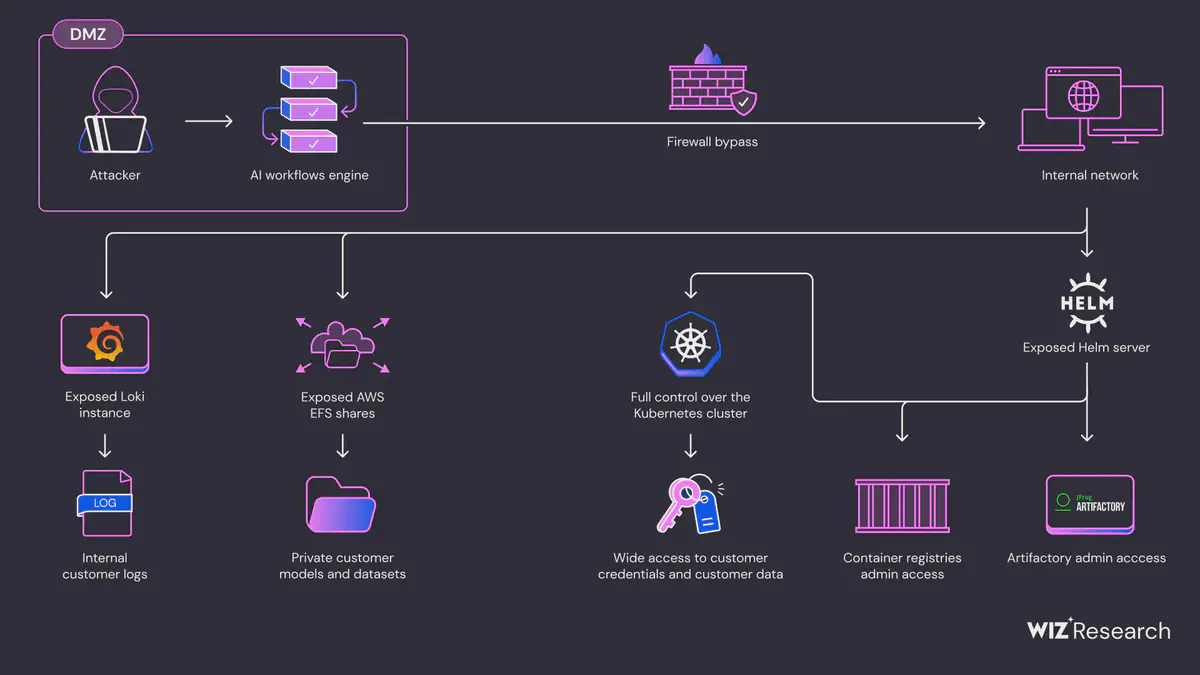 DMZ
Attacker
AI workflows engine
Firewall bypass
Internal network
HELM
Exposed Helm server
Exposed Loki
instance
Exposed AWS
EFS shares
Full control over the
Kubernetes cluster
LOG
Internal
customer logs
Private customer
models and datasets
Wide access to customer
credentials and customer data
Container registries
admin access
JFrog
ARTIFACTORY
Artifactory admin acccess
WIZ Research